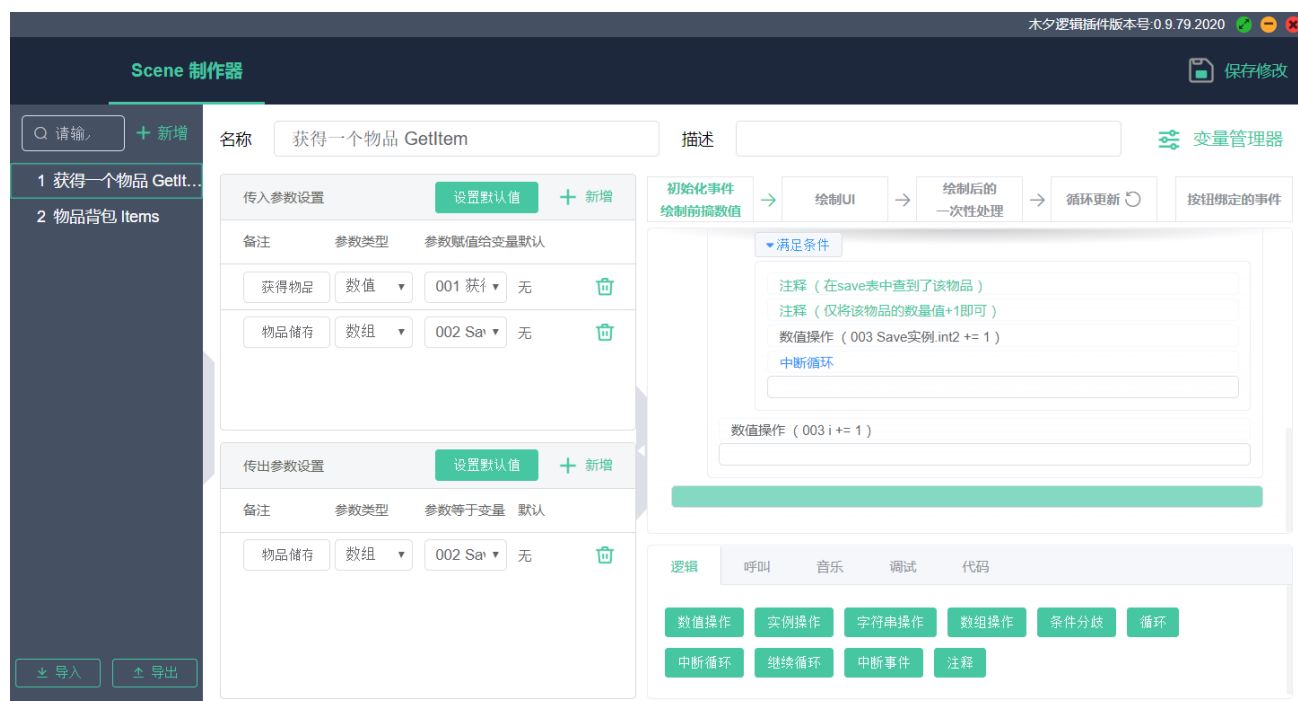 木夕逻辑插件版本号:0.9.79.2020
Scene 制作器
保存修改
请输
新增
名称
获得一个物品 GetItem
描述
变量管理器
1 获得一个物品 GetIt...
2 物品背包 Items
传入参数设置
设置默认值
新增
备注
参数类型
参数赋值给变量默认
获得物品
数值
001 获
无
物品储存
数组
002 Sa
无
传出参数设置
设置默认值
新增
备注
参数类型
参数等于变量
默认
物品储存
数组
002 Sa
无
初始化事件
绘制前搞数值
绘制UI
绘制后的
一次性处理
循环更新
按钮绑定的事件
满足条件
注释 ( 在save表中查到了该物品 )
注释 ( 仅将该物品的数量值+1即可 )
数值操作 ( 003 Save实例.int2 += 1 )
中断循环
数值操作 ( 003 i += 1 )
逻辑
呼叫
音乐
调试
代码
数值操作
实例操作
字符串操作
数组操作
条件分歧
循环
中断循环
继续循环
中断事件
注释
导入
导出